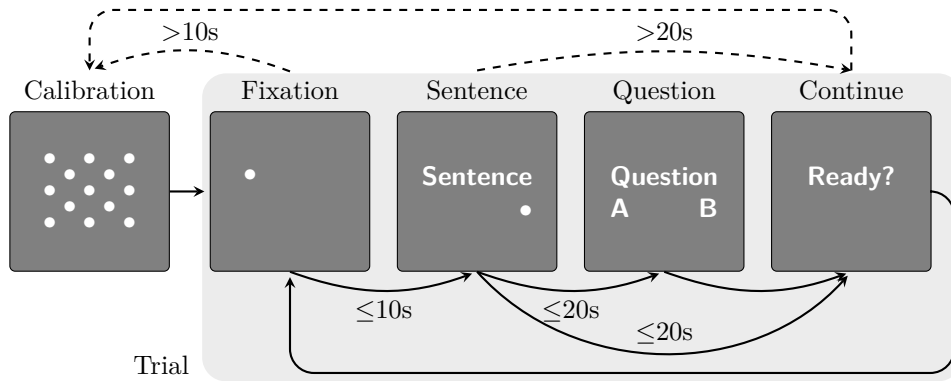 >10s >20s
Calibration Fixation Sentence Question Continue
Sentence Question Ready?
A B
≤10s ≤20s
≤20s
Trial